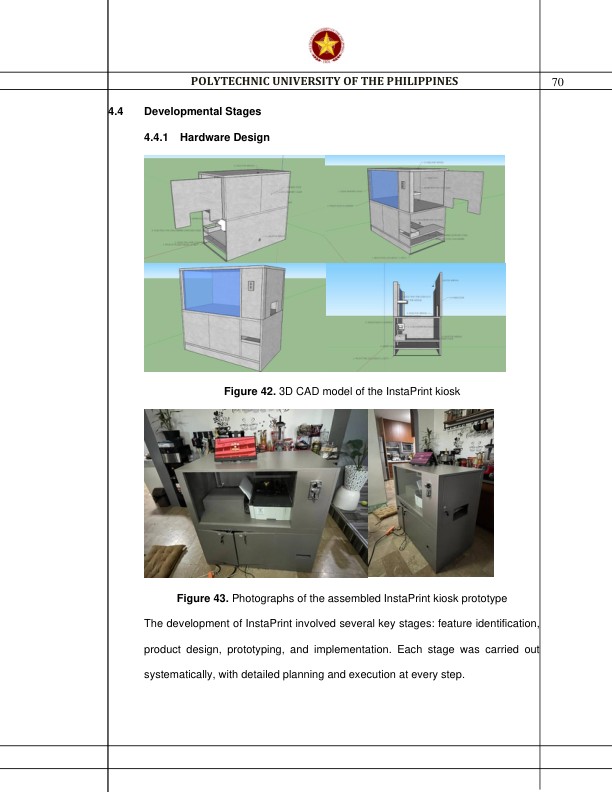 POLYTECHNIC UNIVERSITY OF THE PHILIPPINES
70
4.4 Developmental Stages
4.4.1 Hardware Design
Figure 42. 3D CAD model of the InstaPrint kiosk
Figure 43. Photographs of the assembled InstaPrint kiosk prototype
The development of InstaPrint involved several key stages: feature identification,
product design, prototyping, and implementation. Each stage was carried out
systematically, with detailed planning and execution at every step.